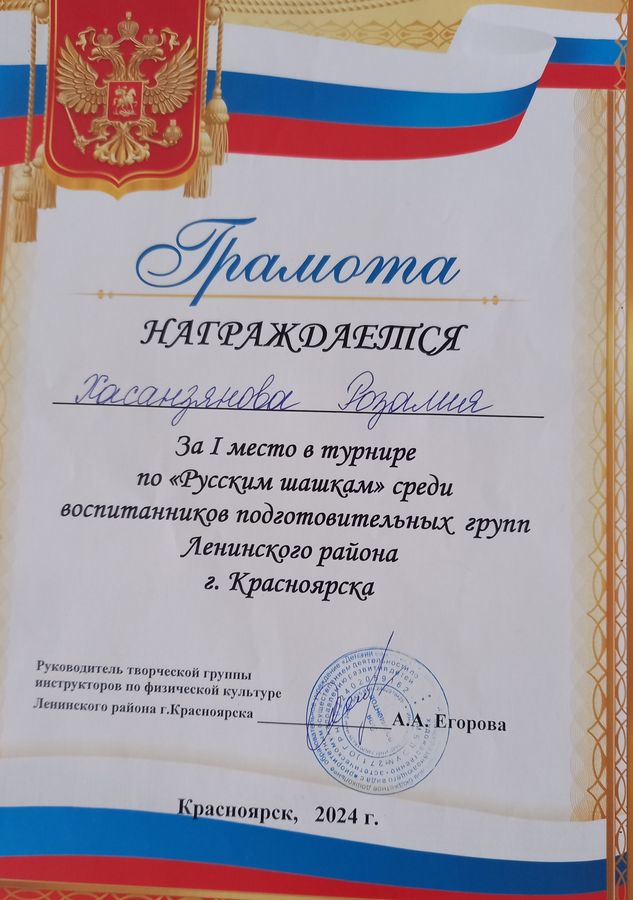 Грамота
НАГРАЖДАЕТСЯ
Хасанзянова Розалия
За I место в турнире
по «Русским шашкам» среди
воспитанников подготовительных групп
Ленинского района
г. Красноярска
Руководитель творческой группы
инструкторов по физической культуре
Ленинского района г.Красноярска
А.А. Егорова
Красноярск, 2024 г.